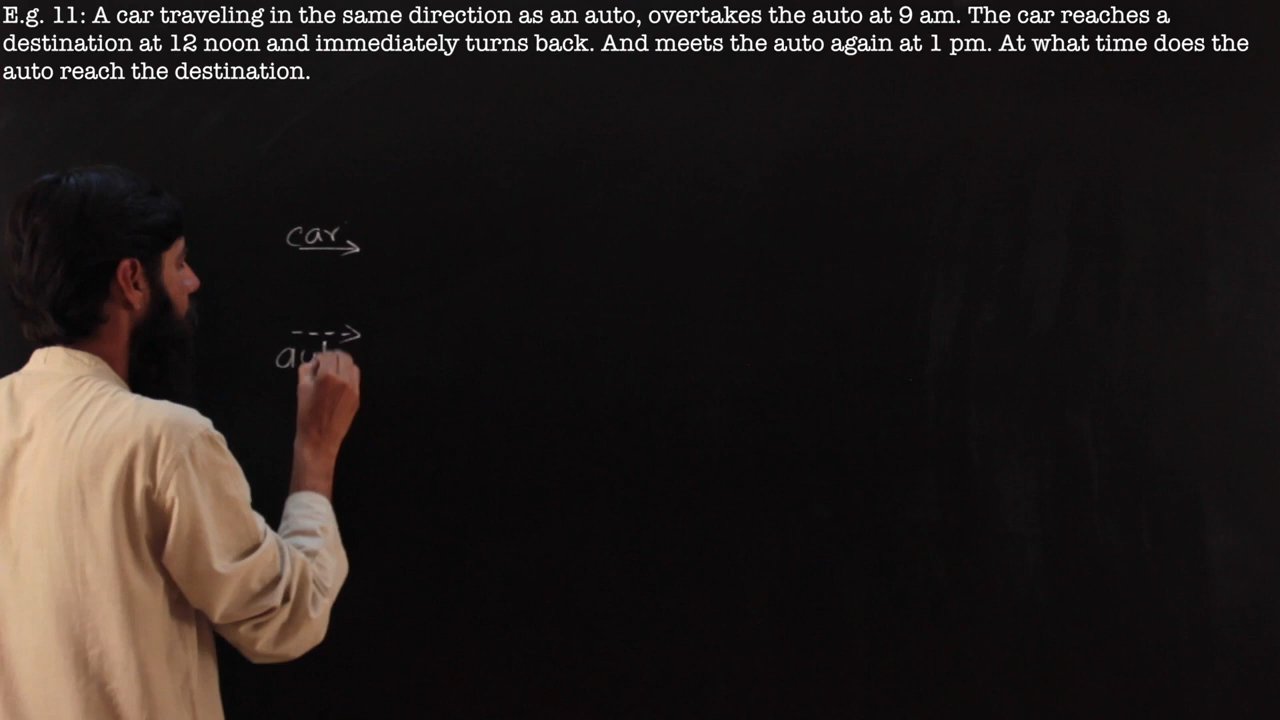 E.g. 11: A car traveling in the same direction as an auto, overtakes the auto at 9 am. The car reaches a
destination at 12 noon and immediately turns back. And meets the auto again at 1 pm. At what time does the
auto reach the destination.
car